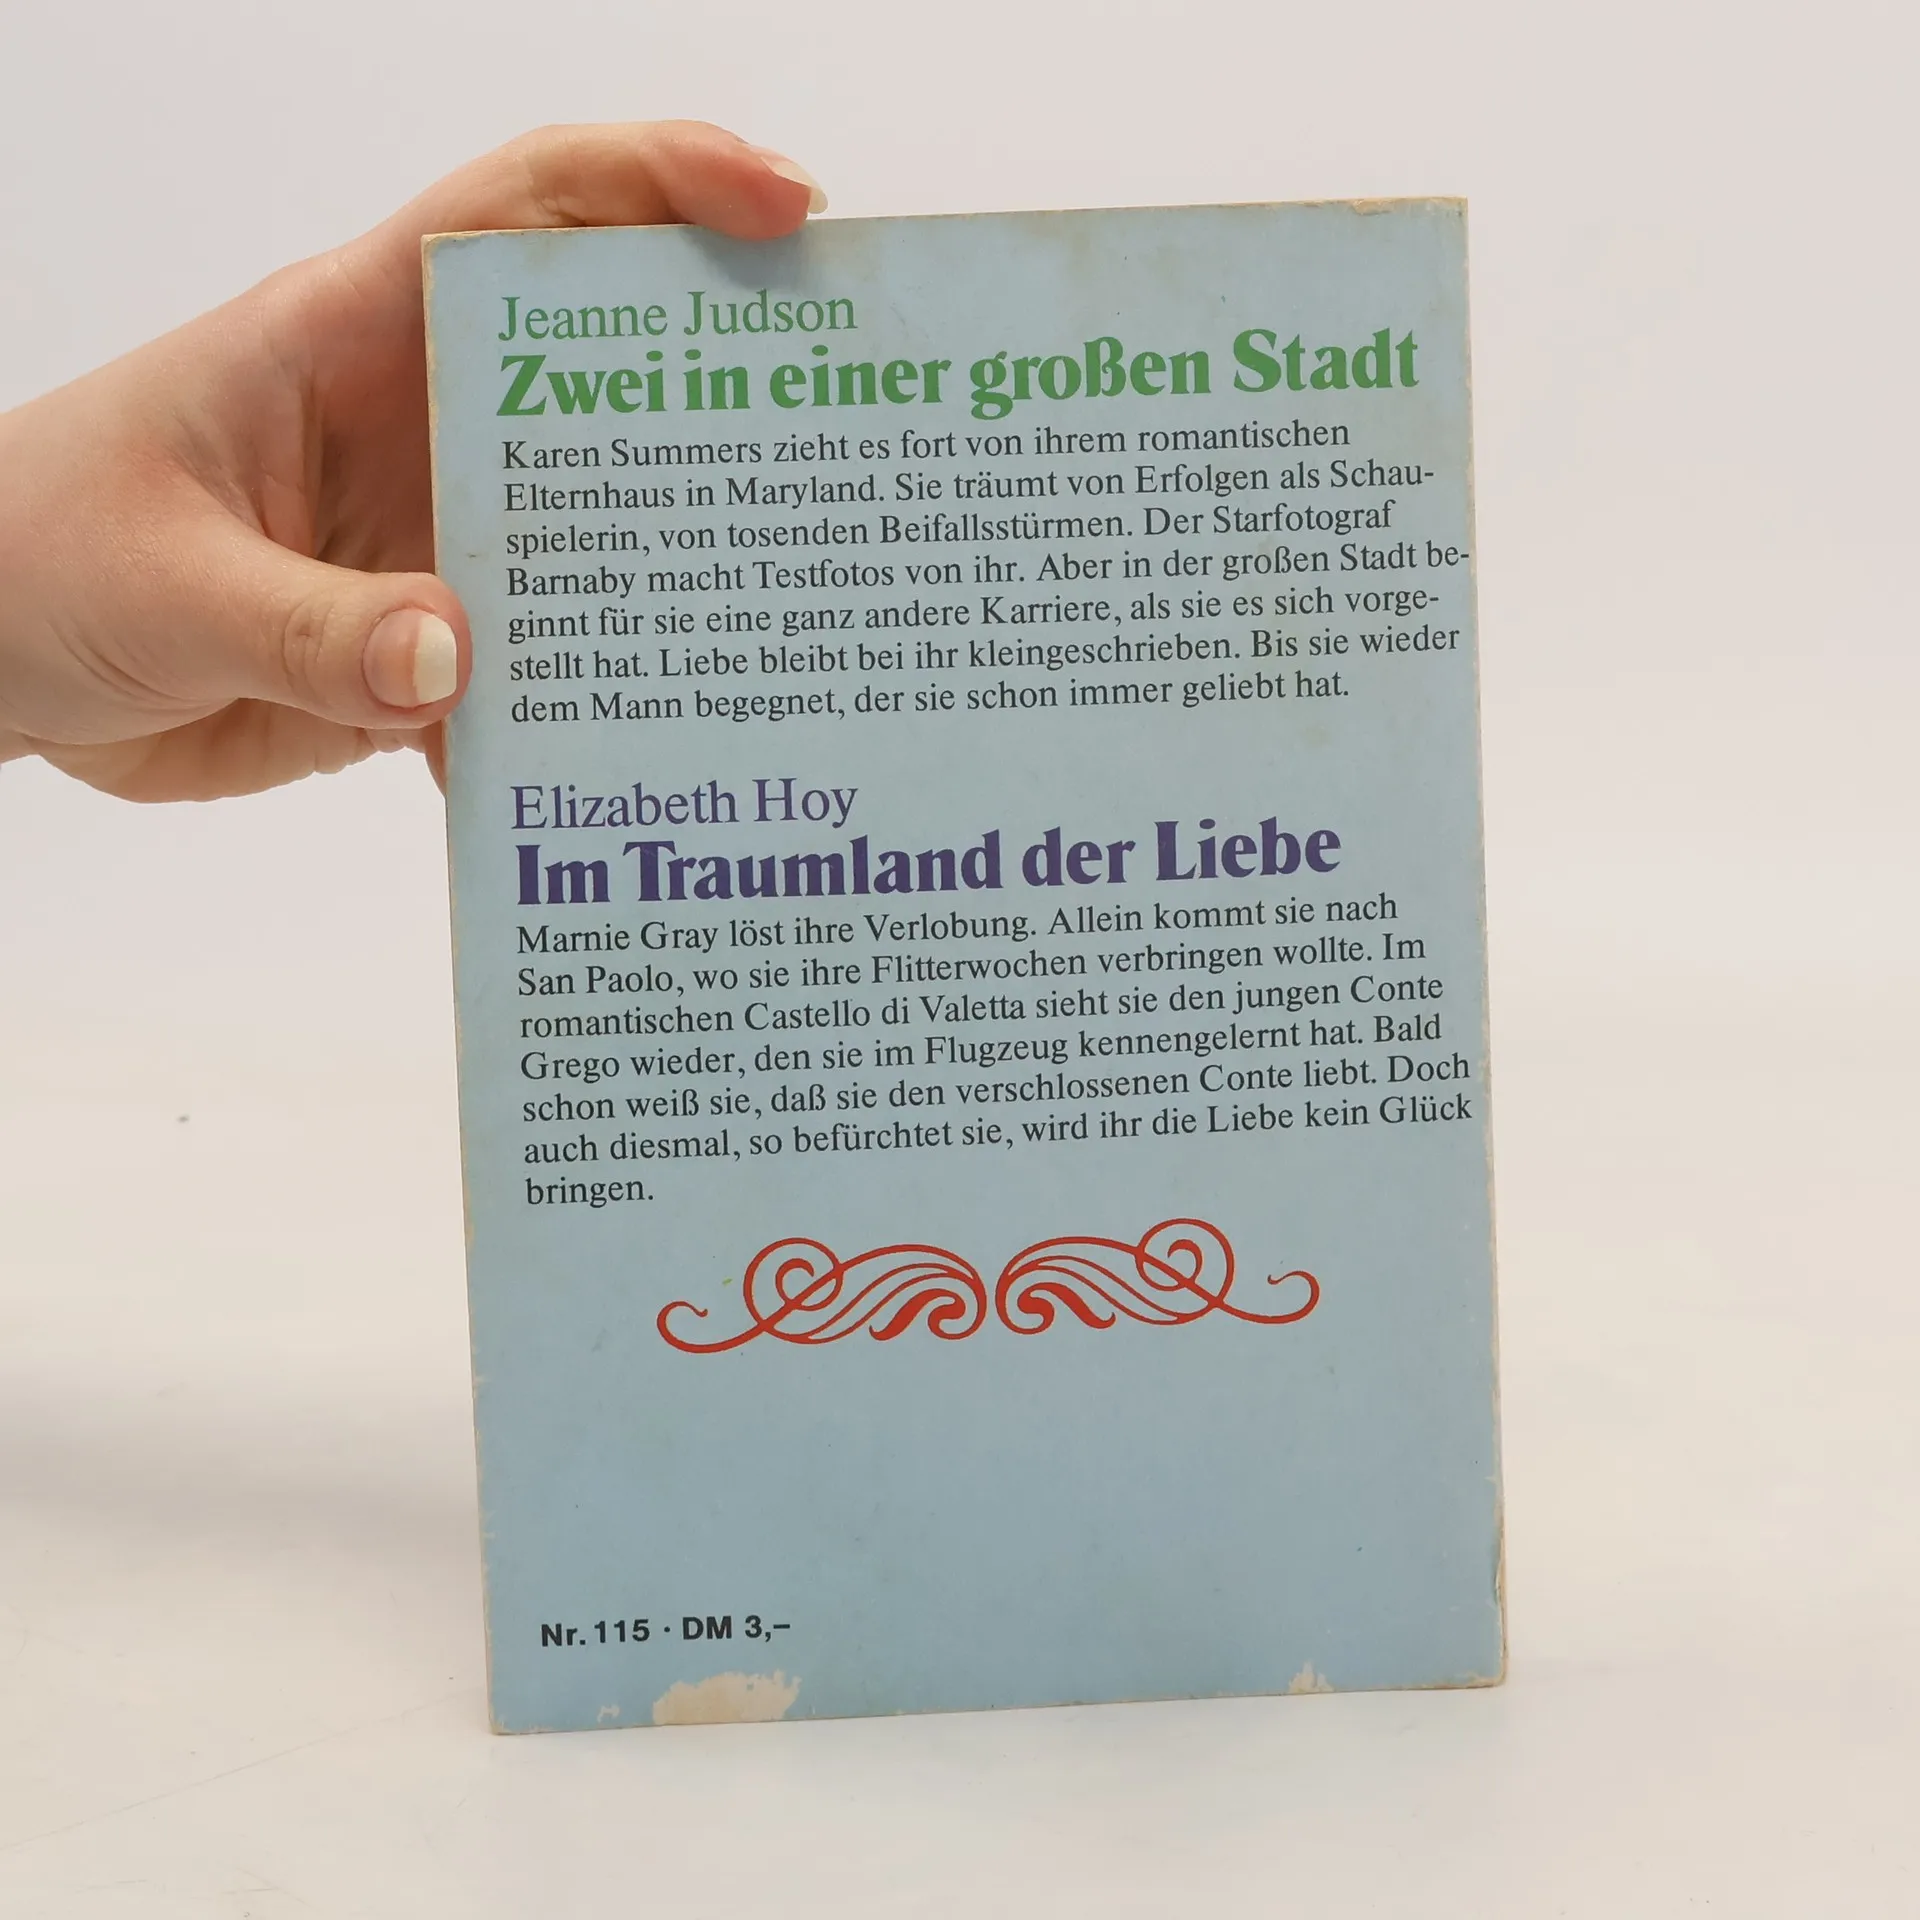 Jeanne Judson
Zwei in einer großen Stadt
Karen Summers zieht es fort von ihrem romantischen
Elternhaus in Maryland. Sie träumt von Erfolgen als Schau-
spielerin, von tosenden Beifallsstürmen. Der Starfotograf
Barnaby macht Testfotos von ihr. Aber in der großen Stadt be-
ginnt für sie eine ganz andere Karriere, als sie es sich vorge-
stellt hat. Liebe bleibt bei ihr kleingeschrieben. Bis sie wieder
dem Mann begegnet, der sie schon immer geliebt hat.
Elizabeth Hoy
Im Traumland der Liebe
Marnie Gray löst ihre Verlobung. Allein kommt sie nach
San Paolo, wo sie ihre Flitterwochen verbringen wollte. Im
romantischen Castello di Valetta sieht sie den jungen Conte
Grego wieder, den sie im Flugzeug kennengelernt hat. Bald
schon weiß sie, daß sie den verschlossenen Conte liebt. Doch
auch diesmal, so befürchtet sie, wird ihr die Liebe kein Glück
bringen.
Nr. 115 · DM 3,–